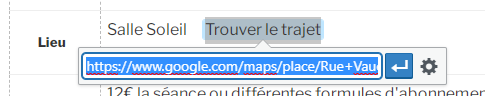 Salle Soleil Trouver le trajet
Lieu
https://www.google.com/maps/place/Rue+Vau
12€ la séance ou différentes formules d'abonnemen